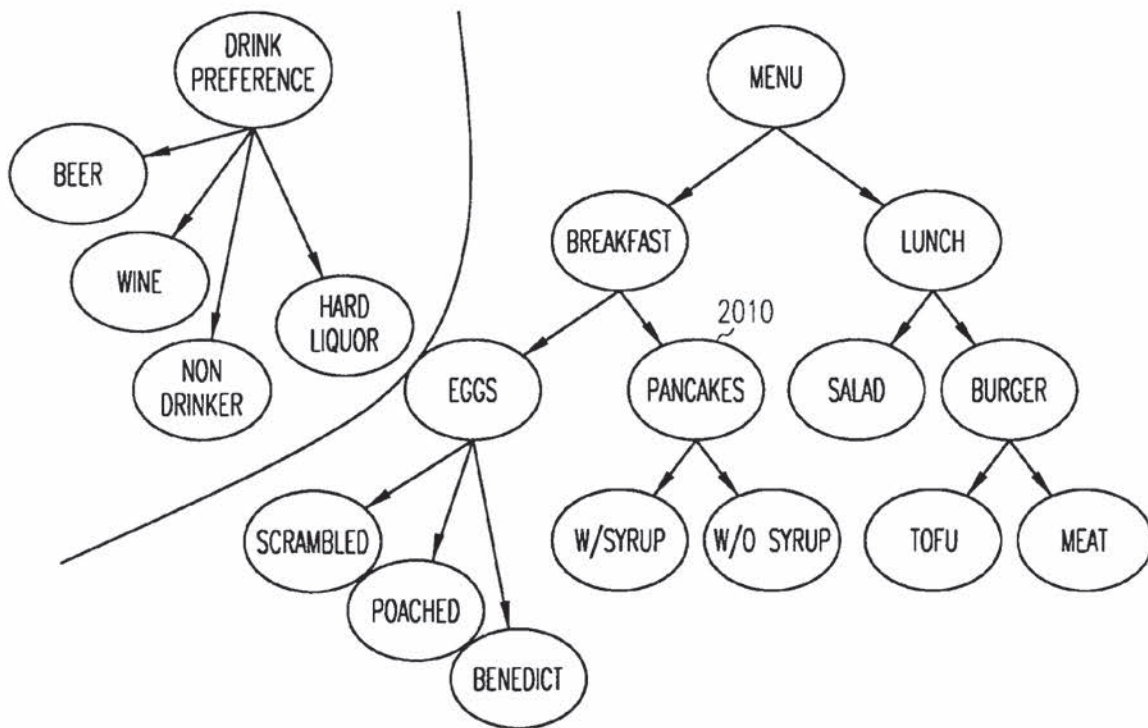 DRINK
PREFERENCE
BEER
WINE
NON
DRINKER
HARD
LIQUOR
MENU
BREAKFAST
LUNCH
2010
EGGS
PANCAKES
SALAD
BURGER
SCRAMBLED
POACHED
BENEDICT
W/SYRUP
W/O SYRUP
TOFU
MEAT